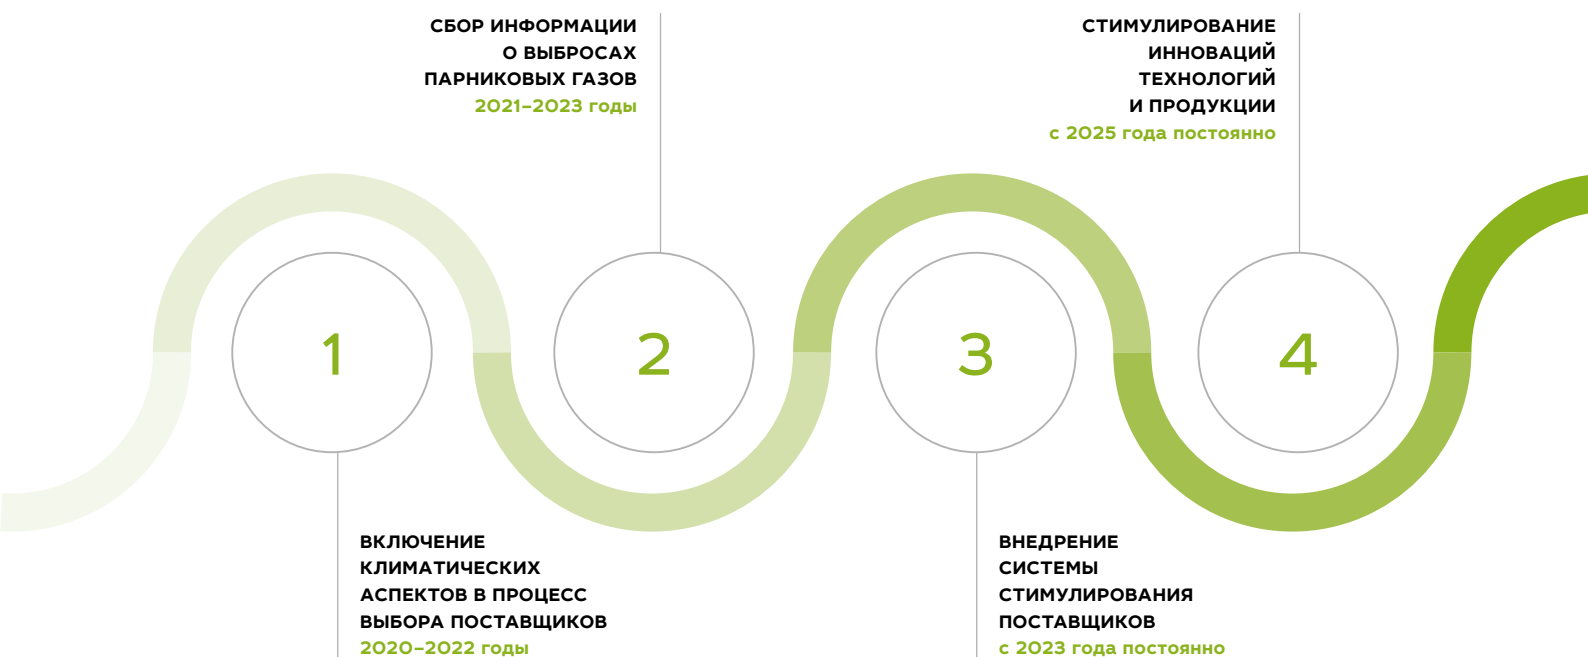 СБОР ИНФОРМАЦИИ
О ВЫБРОСАХ
ПАРНИКОВЫХ ГАЗОВ
2021–2023 годы
СТИМУЛИРОВАНИЕ
ИННОВАЦИЙ
ТЕХНОЛОГИЙ
И ПРОДУКЦИИ
с 2025 года постоянно
1
2
3
4
ВКЛЮЧЕНИЕ
КЛИМАТИЧЕСКИХ
АСПЕКТОВ В ПРОЦЕСС
ВЫБОРА ПОСТАВЩИКОВ
2020–2022 годы
ВНЕДРЕНИЕ
СИСТЕМЫ
СТИМУЛИРОВАНИЯ
ПОСТАВЩИКОВ
с 2023 года постоянно